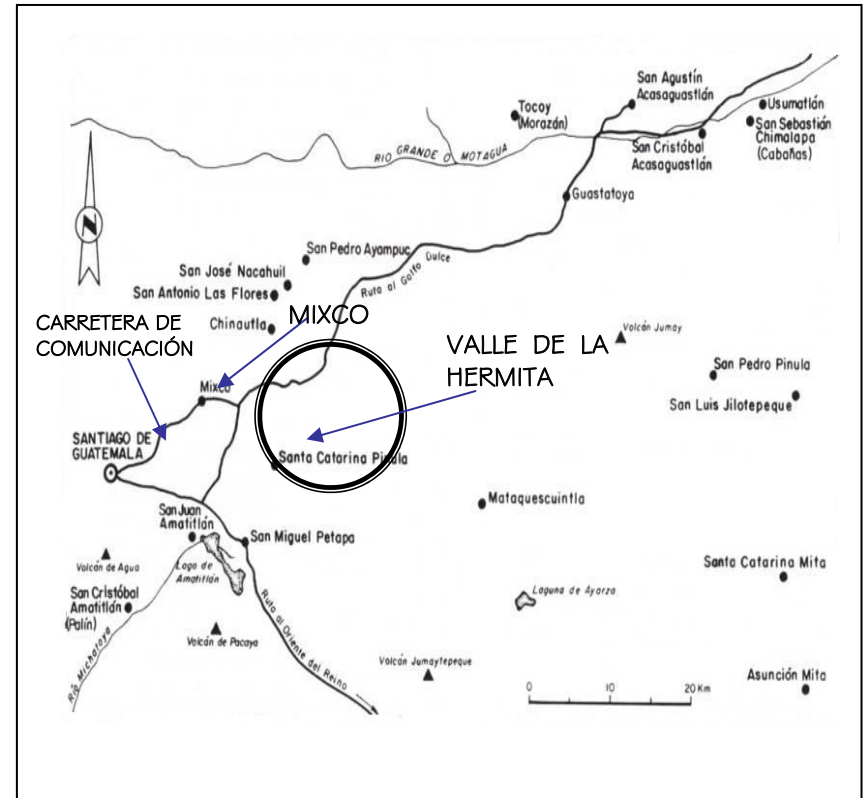 San Agustín
Acasaguastlán
Tocoy
(Morazán)
Usumatlán
San Sebastián
Chimalapa
(Cabañas)
San Cristóbal
Acasaguastlán
RIO GRANDE O MOTAGUA
Guastatoya
N
San Pedro Ayampuc
Ruta al Golfo Dulce
San José Nacahuil
San Antonio Las Flores
Chinautla
MIXCO
CARRETERA DE
COMUNICACIÓN
VALLE DE LA
HERMITA
Volcán Jumay
San Pedro Pinula
San Luis Jilotepeque
Mixco
SANTIAGO DE
GUATEMALA
Santa Catarina Pinula
Mataquescuintla
San Juan
Amatitlán
San Miguel Petapa
Volcán de Agua
Lago de
Amatitlán
Santa Catarina Mita
San Cristóbal
Amatitlán
(Palín)
Laguna de Ayarza
Volcán de Pacaya
Ruta al Oriente del Reino
Río Michatoya
Volcán Jumaytepeque
Asunción Mita
0 10 20 Km